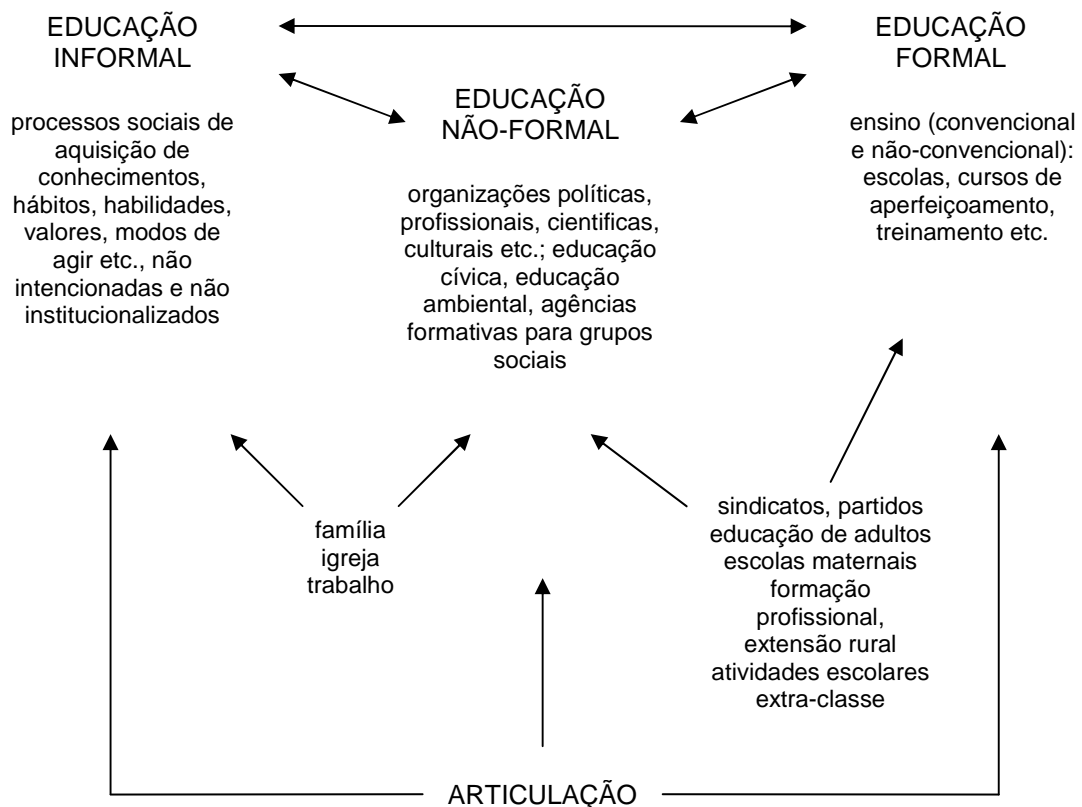 EDUCAÇÃO
INFORMAL
processos sociais de
aquisição de
conhecimentos,
hábitos, habilidades,
valores, modos de
agir etc., não
intencionadas e não
institucionalizados
EDUCAÇÃO
NÃO-FORMAL
organizações políticas,
profissionais, cientificas,
culturais etc.; educação
cívica, educação
ambiental, agências
formativas para grupos
sociais
EDUCAÇÃO
FORMAL
ensino (convencional
e não-convencional):
escolas, cursos de
aperfeiçoamento,
treinamento etc.
família
igreja
trabalho
sindicatos, partidos
educação de adultos
escolas maternais
formação
profissional,
extensão rural
atividades escolares
extra-classe
ARTICULAÇÃO